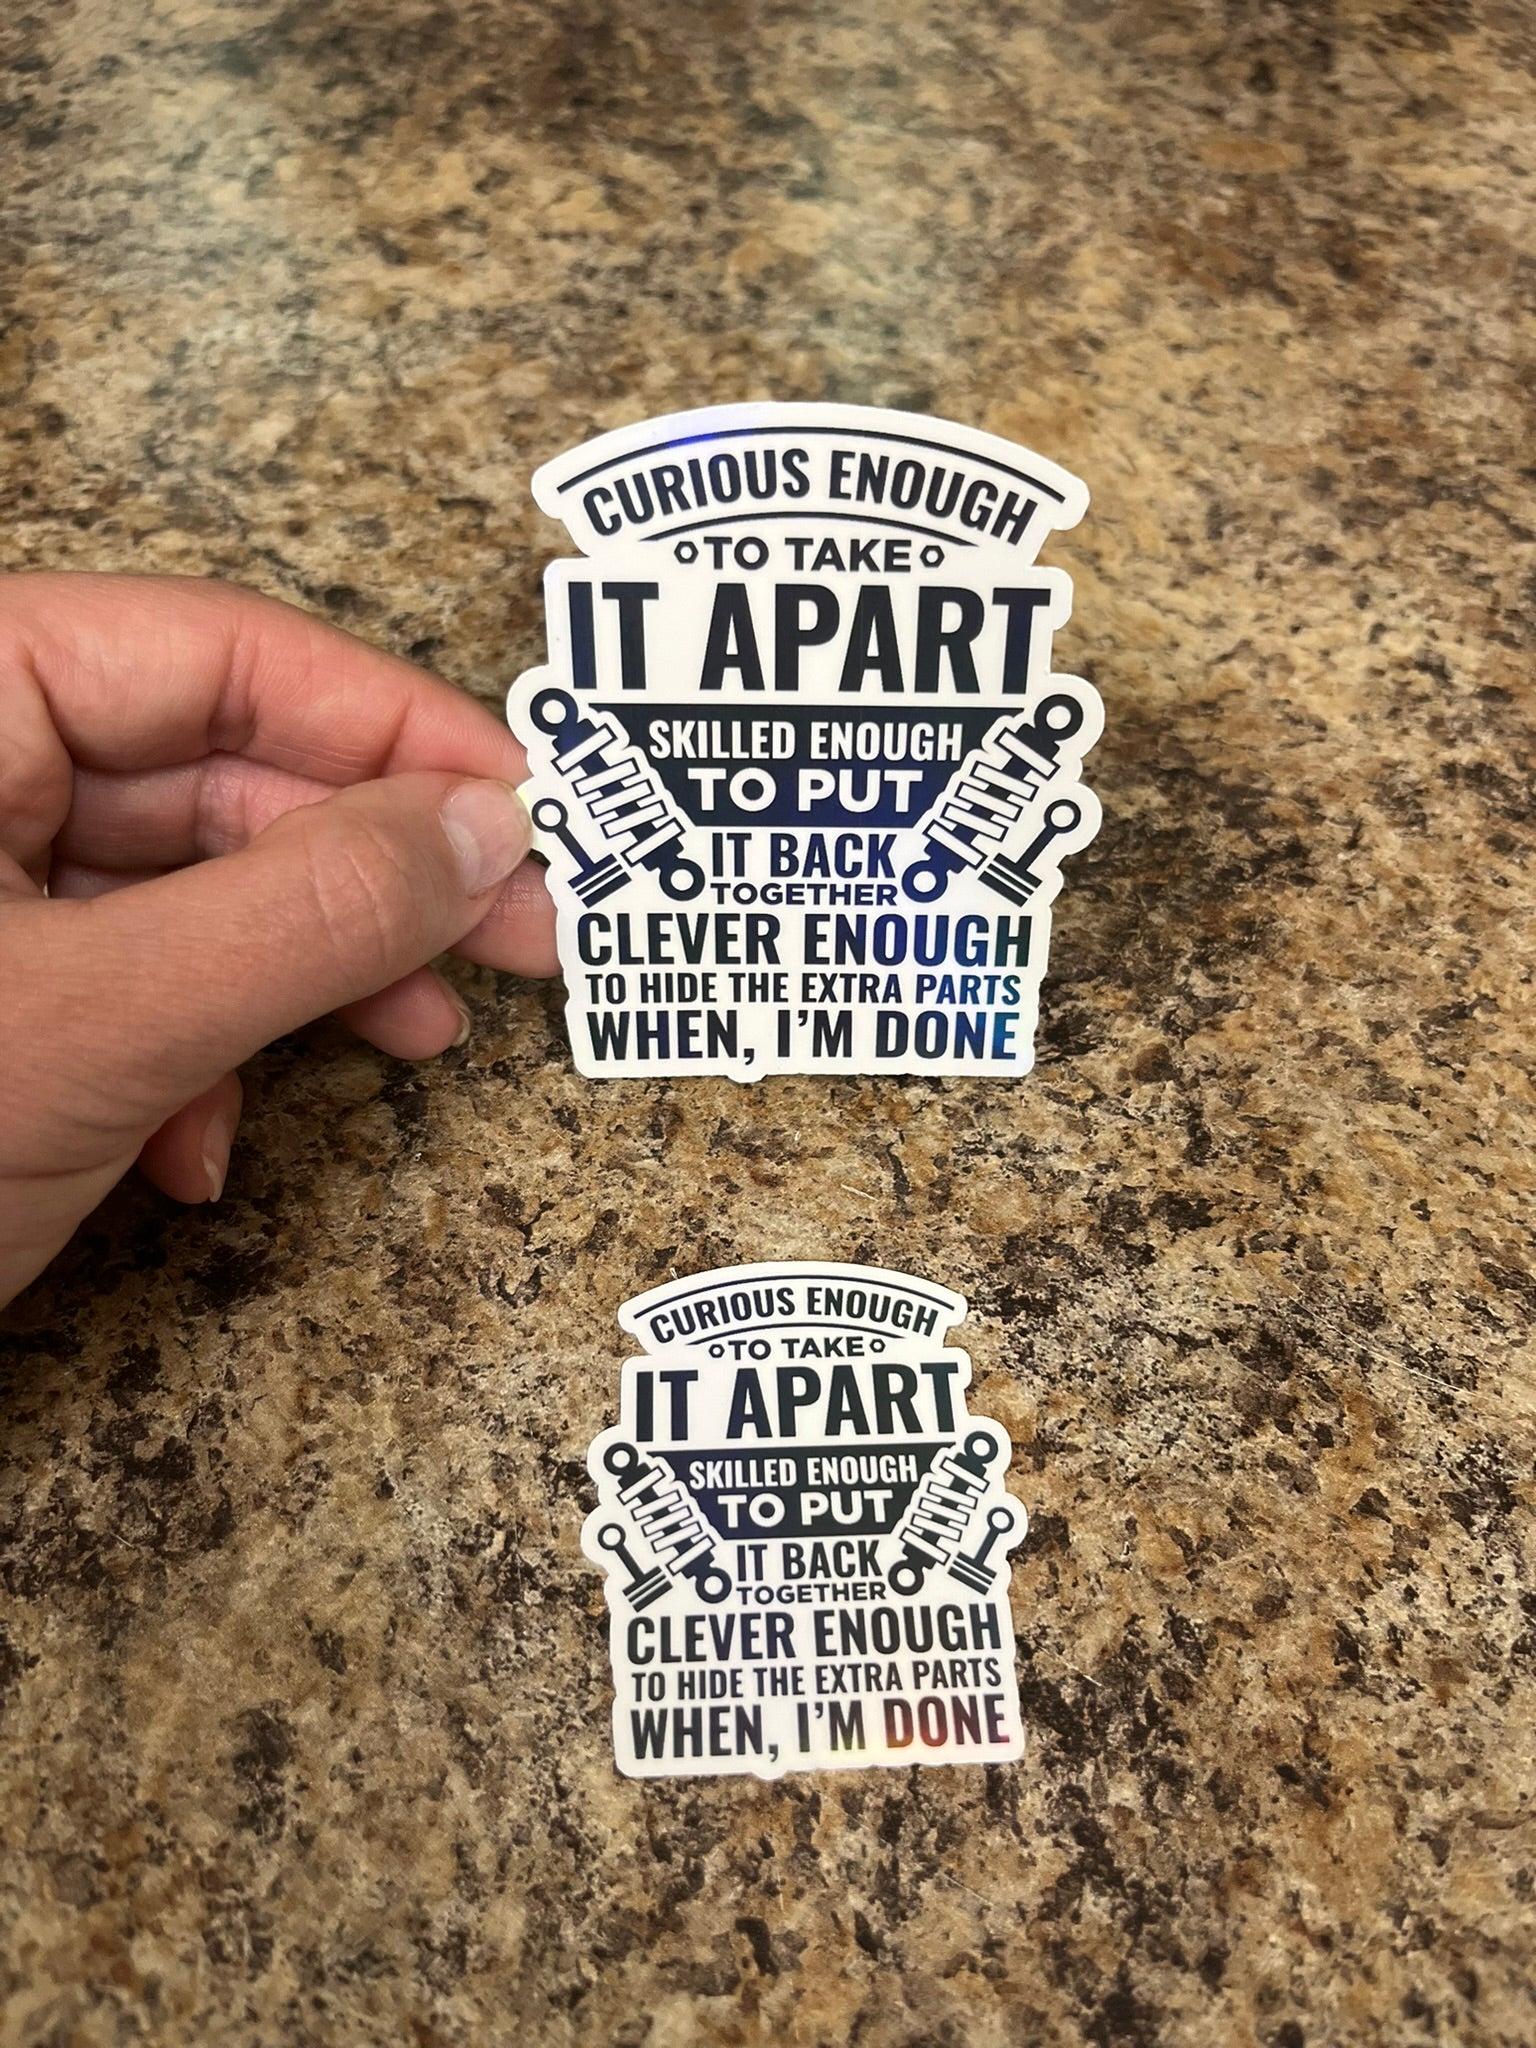 CURIOUS ENOUGH
TO TAKE
IT APART
SKILLED ENOUGH
TO PUT
IT BACK
TOGETHER
CLEVER ENOUGH
TO HIDE THE EXTRA PARTS
WHEN, I'M DONE
CURIOUS ENOUGH
TO TAKE
IT APART
SKILLED ENOUGH
TO PUT
IT BACK
TOGETHER
CLEVER ENOUGH
TO HIDE THE EXTRA PARTS
WHEN, I'M DONE